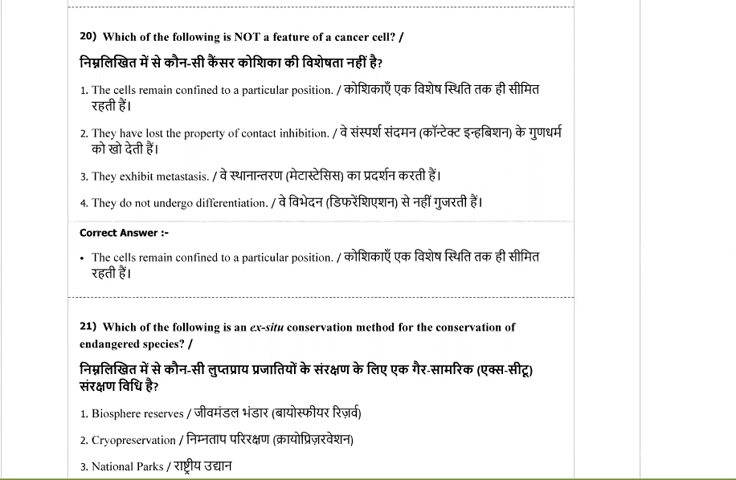 20) Which of the following is NOT a feature of a cancer cell? /
निम्नलिखित में से कौन-सी कैंसर कोशिका की विशेषता नहीं है?
1. The cells remain confined to a particular position. / कोशिकाएँ एक विशेष स्थिति तक ही सीमित
रहती हैं।
2. They have lost the property of contact inhibition. / वे संस्पर्श संदमन (कॉन्टेक्ट इन्हबिशन) के गुणधर्म
को खो देती हैं।
3. They exhibit metastasis. / वे स्थानान्तरण (मेटास्टेसिस) का प्रदर्शन करती हैं।
4. They do not undergo differentiation. / वे विभेदन (डिफरेंशिएशन) से नहीं गुजरती हैं।
Correct Answer :-
• The cells remain confined to a particular position. / कोशिकाएँ एक विशेष स्थिति तक ही सीमित
रहती हैं।
21) Which of the following is an ex-situ conservation method for the conservation of
endangered species? /
निम्नलिखित में से कौन-सी लुप्तप्राय प्रजातियों के संरक्षण के लिए एक गैर-सामरिक (एक्स-सीटू)
संरक्षण विधि है?
1. Biosphere reserves / जीवमंडल भंडार (बायोस्फीयर रिज़र्व)
2. Cryopreservation / निम्नताप परिरक्षण (क्रायोप्रिज़रवेशन)
3. National Parks / राष्ट्रीय उद्यान